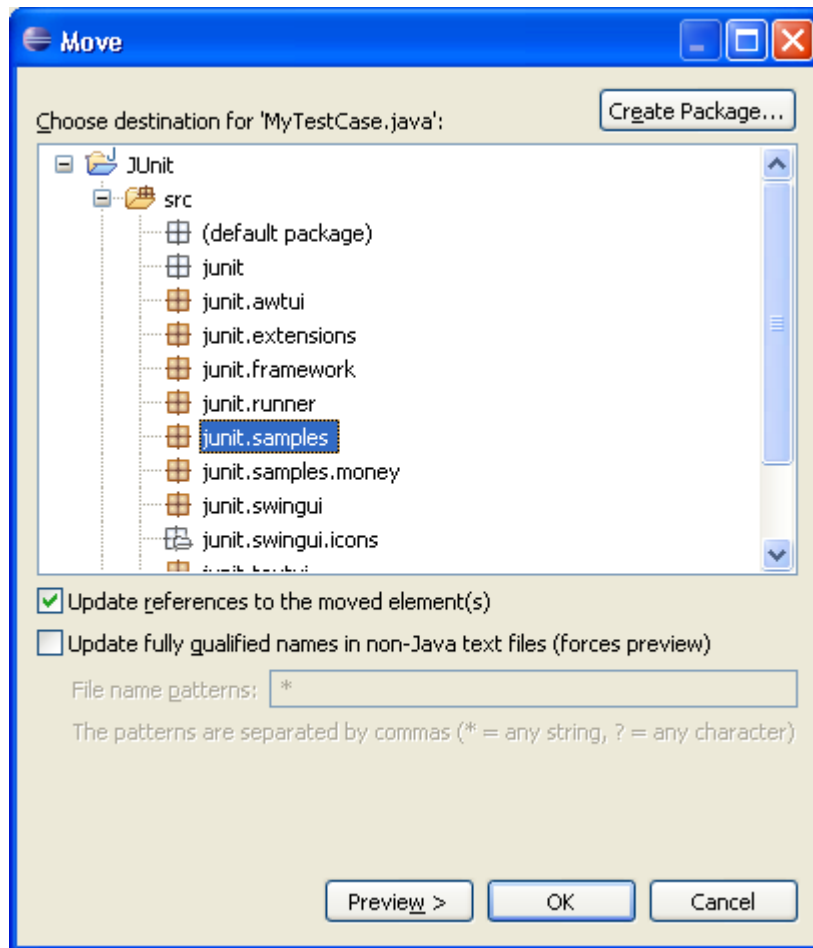 Move
Create Package...
Choose destination for 'MyTestCase.java':
JUnit
src
(default package)
junit
junit.awtui
junit.extensions
junit.framework
junit.runner
junit.samples
junit.samples.money
junit.swingui
junit.swingui.icons
Update references to the moved element(s)
Update fully qualified names in non-Java text files (forces preview)
File name patterns: *
The patterns are separated by commas (* = any string, ? = any character)
Preview > OK Cancel